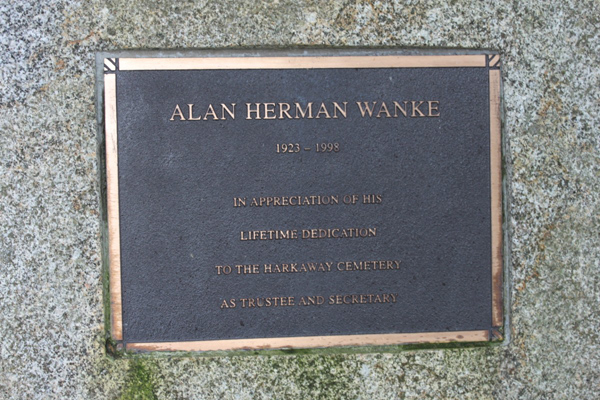 ALAN HERMAN WANKE
1923 – 1998
IN APPRECIATION OF HIS
LIFETIME DEDICATION
TO THE HARKAWAY CEMETERY
AS TRUSTEE AND SECRETARY